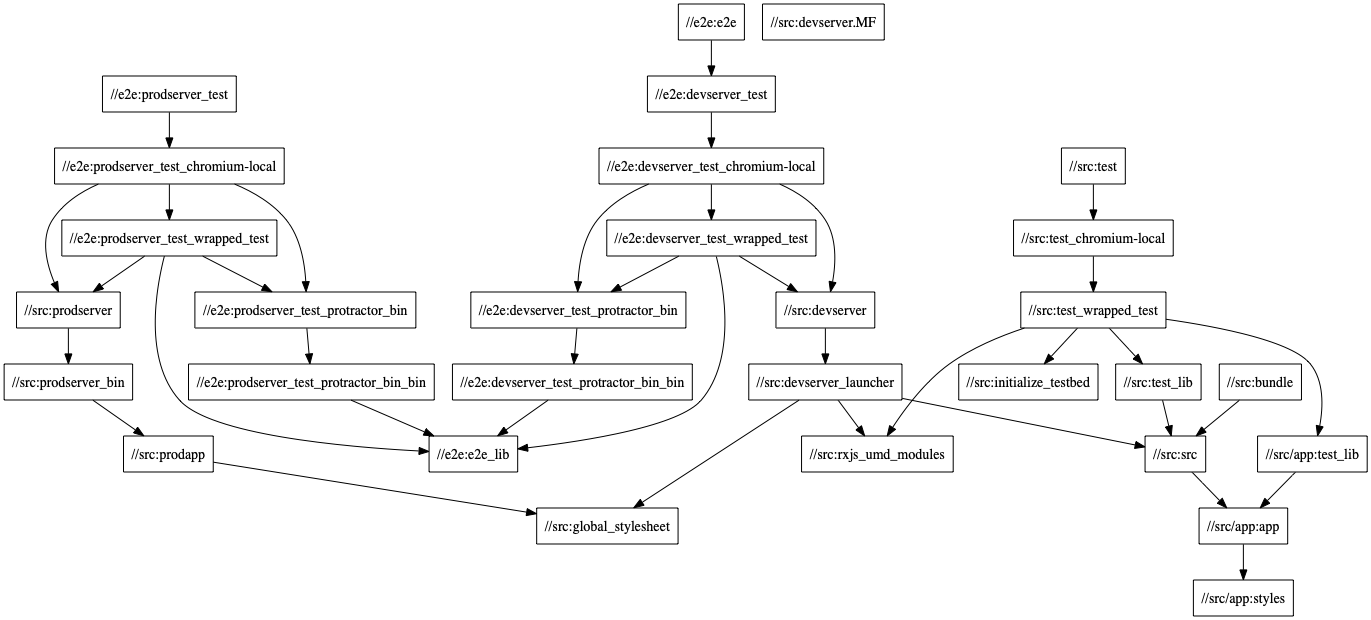 //e2e:e2e
//src:devserver.MF
//e2e:prodserver_test
//e2e:devserver_test
//e2e:prodserver_test_chromium-local
//e2e:devserver_test_chromium-local
//src:test
//e2e:prodserver_test_wrapped_test
//e2e:devserver_test_wrapped_test
//src:test_chromium-local
//src:prodserver
//e2e:prodserver_test_protractor_bin
//e2e:devserver_test_protractor_bin
//src:devserver
//src:test_wrapped_test
//src:prodserver_bin
//e2e:prodserver_test_protractor_bin_bin
//e2e:devserver_test_protractor_bin_bin
//src:devserver_launcher
//src:initialize_testbed
//src:test_lib
//src:bundle
//src:prodapp
//e2e:e2e_lib
//src:rxjs_umd_modules
//src:src
//src/app:test_lib
//src:global_stylesheet
//src/app:app
//src/app:styles